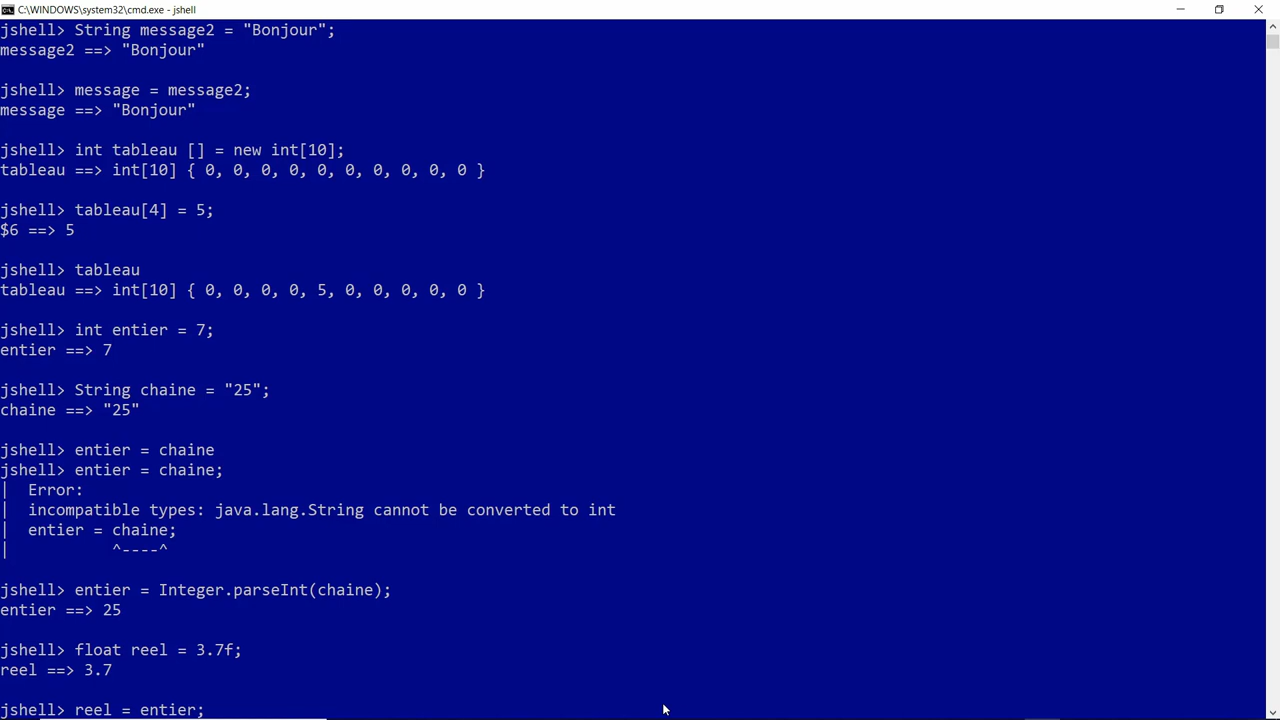 C:\WINDOWS\system32\cmd.exe - jshell
jshell> String message2 = "Bonjour";
message2 ==> "Bonjour"
jshell> message = message2;
message ==> "Bonjour"
jshell> int tableau [] = new int[10];
tableau ==> int[10] { 0, 0, 0, 0, 0, 0, 0, 0, 0, 0 }
jshell> tableau[4] = 5;
$6 ==> 5
jshell> tableau
tableau ==> int[10] { 0, 0, 0, 0, 5, 0, 0, 0, 0, 0 }
jshell> int entier = 7;
entier ==> 7
jshell> String chaine = "25";
chaine ==> "25"
jshell> entier = chaine
jshell> entier = chaine;
|  Error:
|  incompatible types: java.lang.String cannot be converted to int
|  entier = chaine;
|           ^----^
jshell> entier = Integer.parseInt(chaine);
entier ==> 25
jshell> float reel = 3.7f;
reel ==> 3.7
jshell> reel = entier;